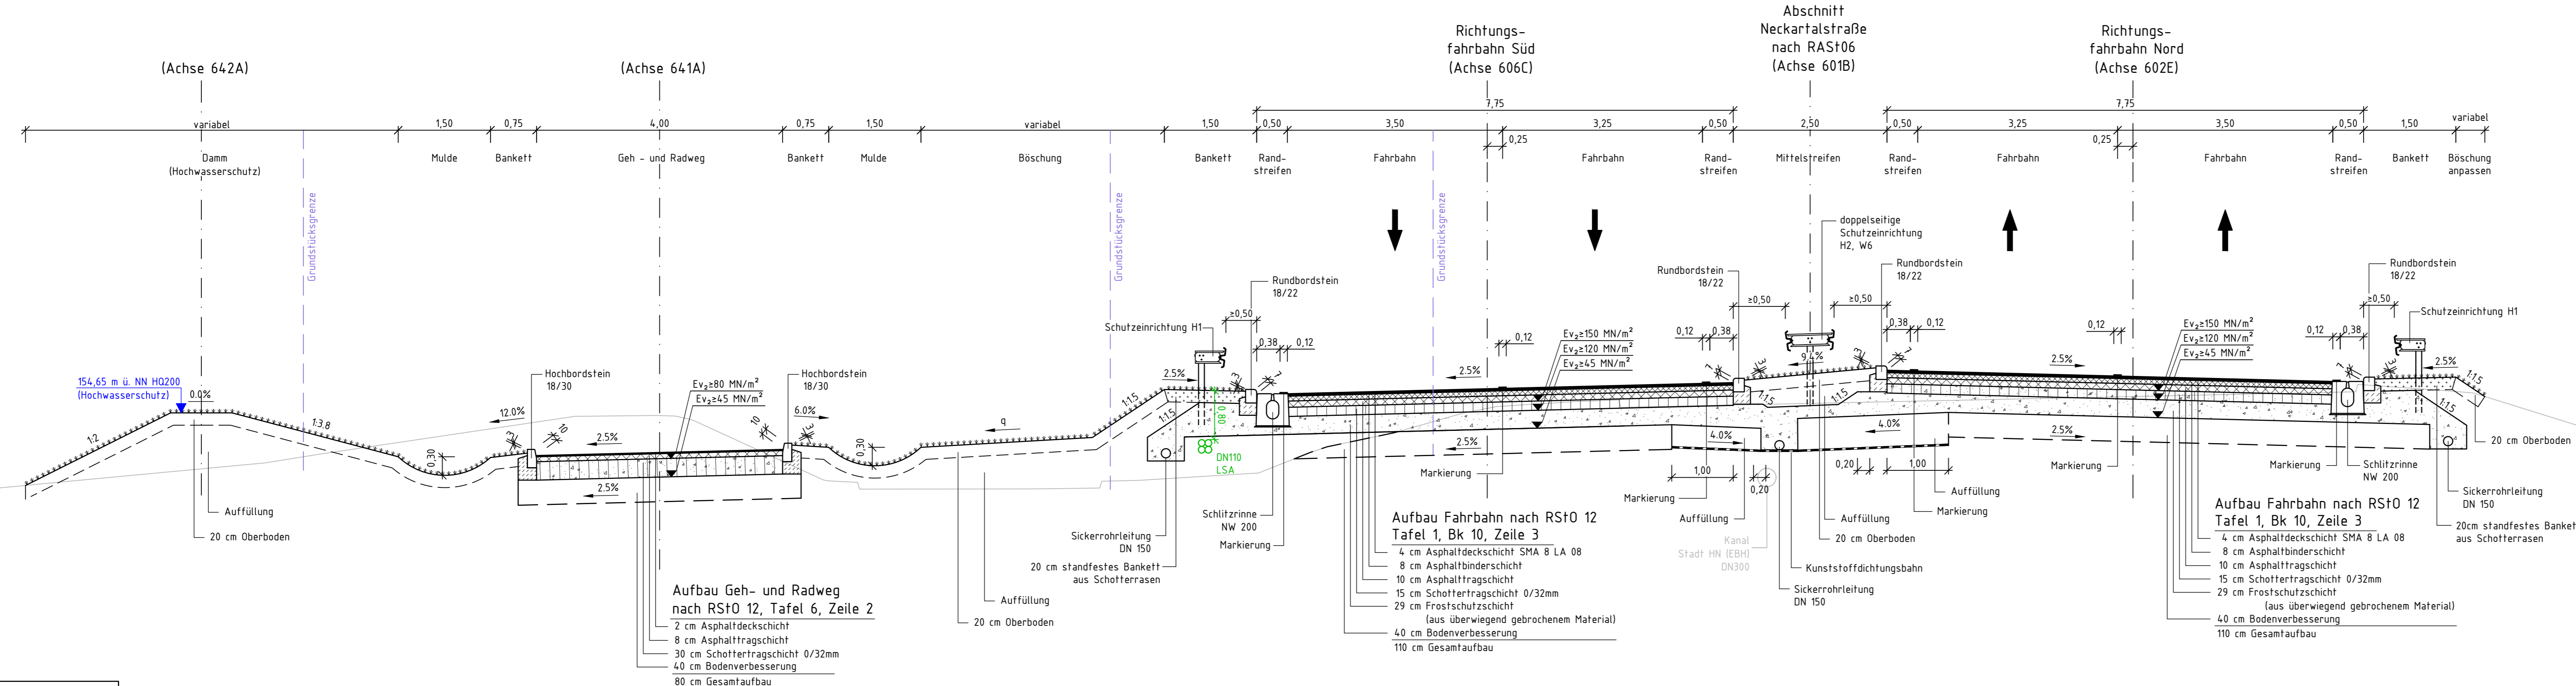 (Achse 642A)
(Achse 641A)
Richtungs-
fahrbahn Süd
(Achse 606C)
Abschnitt
Neckartalstraße
nach RASt06
(Achse 601B)
Richtungs-
fahrbahn Nord
(Achse 602E)
7,75
7,75
variabel
1,50
0,75
4,00
0,75
1,50
variabel
1,50
0,50
3,50
0,25
3,25
0,50
2,50
0,50
3,25
0,25
3,50
0,50
1,50
variabel
Damm
(Hochwasserschutz)
Mulde
Bankett
Geh - und Radweg
Bankett
Mulde
Böschung
Bankett
Rand-
streifen
Fahrbahn
Fahrbahn
Rand-
streifen
Mittelstreifen
Rand-
streifen
Fahrbahn
Fahrbahn
Rand-
streifen
Bankett
Böschung
anpassen
Grundstücksgrenze
Grundstücksgrenze
Grundstücksgrenze
154,65 m ü. NN HQ200
(Hochwasserschutz)
0.0%
1:2
1:3.8
0,30
12.0%
Hochbordstein
18/30
3
10
2.5%
Ev₂≥80 MN/m²
Ev₂≥45 MN/m²
2.5%
Hochbordstein
18/30
10
3
6.0%
0,30
q
1:1.5
1:1.5
Auffüllung
20 cm Oberboden
Aufbau Geh- und Radweg
nach RStO 12, Tafel 6, Zeile 2
2 cm Asphaltdeckschicht
8 cm Asphalttragschicht
30 cm Schottertragschicht 0/32mm
40 cm Bodenverbesserung
80 cm Gesamtaufbau
Auffüllung
20 cm Oberboden
Schutzeinrichtung H1
2.5%
≥0,50
Rundbordstein
18/22
0,38
0,12
3
7
0.80
DN110
LSA
Sickerrohrleitung
DN 150
20 cm standfestes Bankett
aus Schotterrasen
Schlitzrinne
NW 200
Markierung
2.5%
0,12
Ev₂≥150 MN/m²
Ev₂≥120 MN/m²
Ev₂≥45 MN/m²
2.5%
Markierung
Aufbau Fahrbahn nach RStO 12
Tafel 1, Bk 10, Zeile 3
4 cm Asphaltdeckschicht SMA 8 LA 08
8 cm Asphaltbinderschicht
10 cm Asphalttragschicht
15 cm Schottertragschicht 0/32mm
29 cm Frostschutzschicht
(aus überwiegend gebrochenem Material)
40 cm Bodenverbesserung
110 cm Gesamtaufbau
Rundbordstein
18/22
≥0,50
0,12
0,38
7
3
doppelseitige
Schutzeinrichtung
H2, W6
9.4%
≥0,50
Rundbordstein
18/22
3
7
0,38
0,12
1:1.5
1:1.5
4.0%
4.0%
1,00
0,20
0,20
1,00
Markierung
Auffüllung
Kanal
Stadt HN (EBH)
DN300
Auffüllung
20 cm Oberboden
Kunststoffdichtungsbahn
Sickerrohrleitung
DN 150
Auffüllung
Markierung
0,12
2.5%
2.5%
Markierung
Ev₂≥150 MN/m²
Ev₂≥120 MN/m²
Ev₂≥45 MN/m²
0,12
0,38
7
3
Rundbordstein
18/22
≥0,50
Schutzeinrichtung H1
2.5%
1:1.5
1:1.5
20 cm Oberboden
Markierung
Schlitzrinne
NW 200
Sickerrohrleitung
DN 150
20cm standfestes Bankett
aus Schotterrasen
Aufbau Fahrbahn nach RStO 12
Tafel 1, Bk 10, Zeile 3
4 cm Asphaltdeckschicht SMA 8 LA 08
8 cm Asphaltbinderschicht
10 cm Asphalttragschicht
15 cm Schottertragschicht 0/32mm
29 cm Frostschutzschicht
(aus überwiegend gebrochenem Material)
40 cm Bodenverbesserung
110 cm Gesamtaufbau